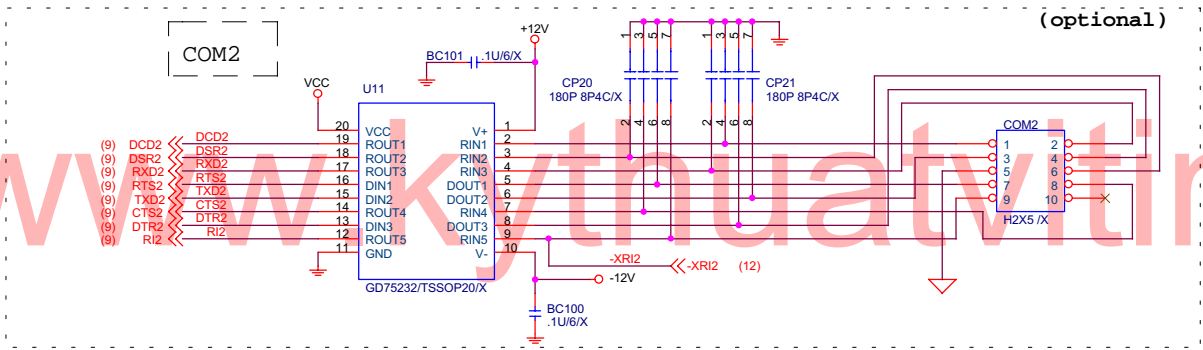 (optional)
COM2
+12V
BC101 .1U/6/X
VCC
U11
CP20
180P 8P4C/X
CP21
180P 8P4C/X
1 3 5 7
2 4 6 8
1 3 5 7
2 4 6 8
20 VCC V+ 1
(9) DCD2 DCD2 19 ROUT1 RIN1 2
(9) DSR2 DSR2 18 ROUT2 RIN2 3
(9) RXD2 RXD2 17 ROUT3 RIN3 4
(9) RTS2 RTS2 16 DIN1 DOUT1 5
(9) TXD2 TXD2 15 DIN2 DOUT2 6
(9) CTS2 CTS2 14 ROUT4 RIN4 7
(9) DTR2 DTR2 13 DIN3 DOUT3 8
(9) RI2 RI2 12 ROUT5 RIN5 9
11 GND V- 10
GD75232/TSSOP20/X
COM2
1 2
3 4
5 6
7 8
9 10
H2X5 /X
-XRI2 -XRI2 (12)
-12V
BC100
.1U/6/X
www.kythuatvitin